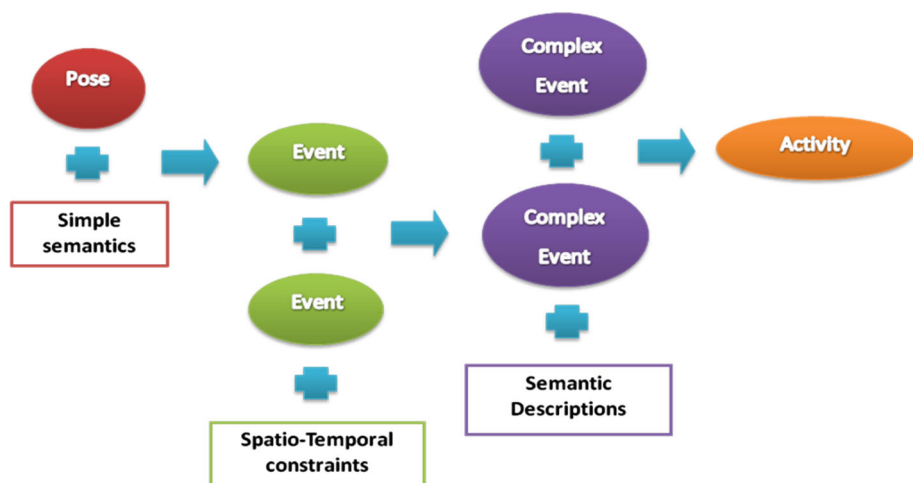 Pose
Simple
semantics
Event
Event
Spatio-Temporal
constraints
Complex
Event
Complex
Event
Semantic
Descriptions
Activity